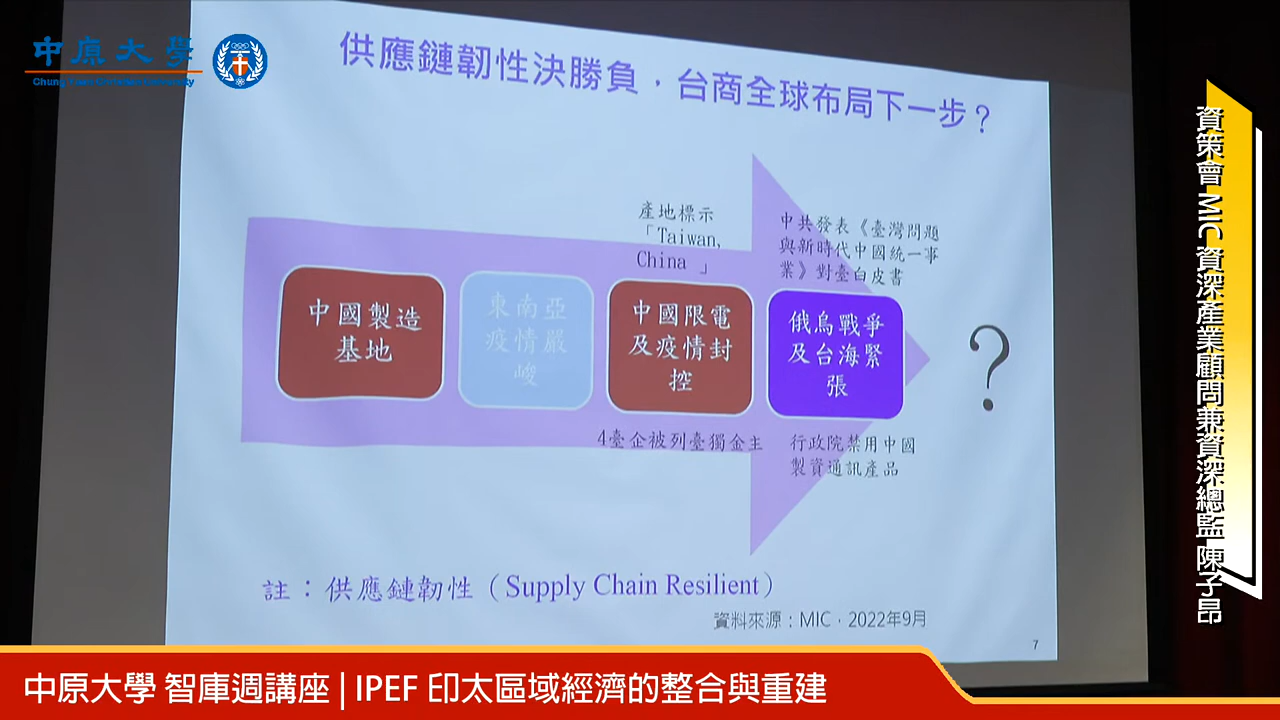 中原大學
Chung Yuan Christian University
供應鏈韌性決勝負，台商全球布局下一步？
產地標示
「Taiwan,
China 」
中共發表《臺灣問題
與新時代中國統一事
業》對臺白皮書
中國製造
基地
東南亞
疫情嚴
峻
中國限電
及疫情封
控
俄烏戰爭
及台海緊
張
?
4臺企被列臺獨金主
行政院禁用中國
製資通訊產品
註：供應鏈韌性（Supply Chain Resilient）
資料來源：MIC，2022年9月
7
資策會 MIC 資深產業顧問兼資深總監 陳子昂
中原大學 智庫週講座 | IPEF 印太區域經濟的整合與重建